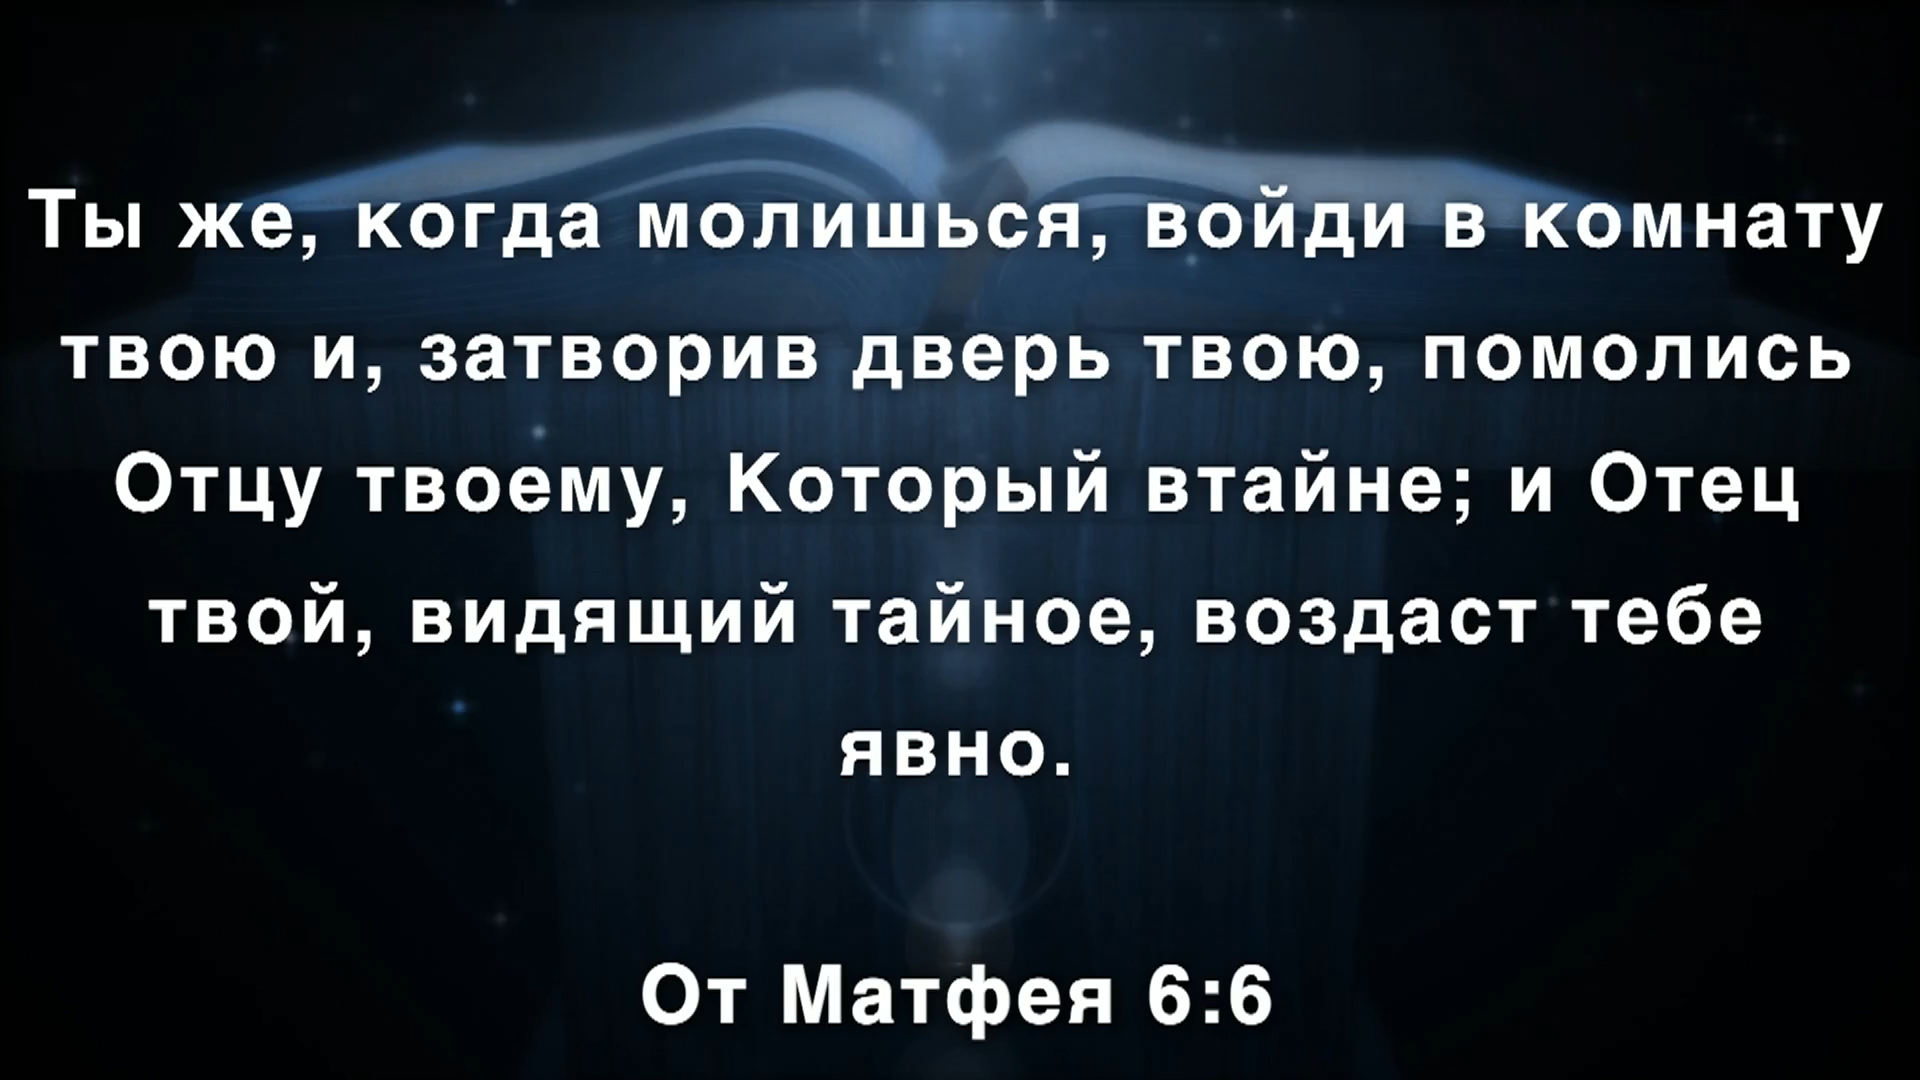 Ты же, когда молишься, войди в комнату
твою и, затворив дверь твою, помолись
Отцу твоему, Который втайне; и Отец
твой, видящий тайное, воздаст тебе
явно.
От Матфея 6:6